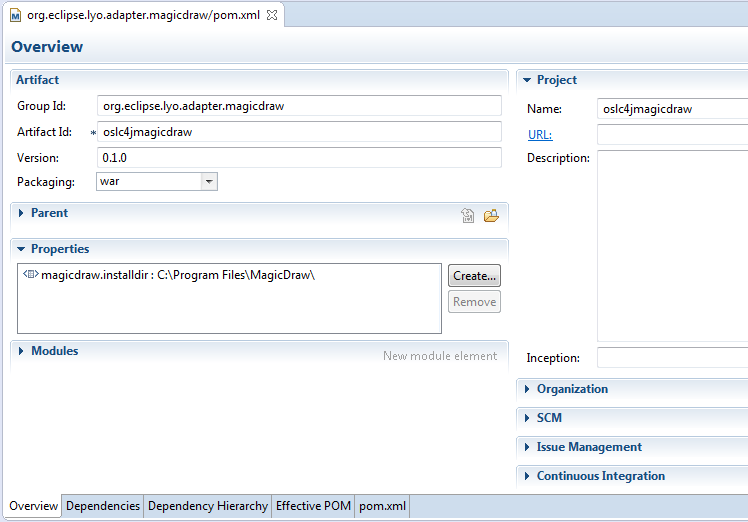 org.eclipse.lyo.adapter.magicdraw/pom.xml
Overview
Artifact
Group Id: org.eclipse.lyo.adapter.magicdraw
Artifact Id: * oslc4jmagicdraw
Version: 0.1.0
Packaging: war
Parent
Properties
magicdraw.installdir : C:\Program Files\MagicDraw\
Create...
Remove
Modules
New module element
Project
Name: oslc4jmagicdraw
URL:
Description:
Inception:
Organization
SCM
Issue Management
Continuous Integration
Overview Dependencies Dependency Hierarchy Effective POM pom.xml